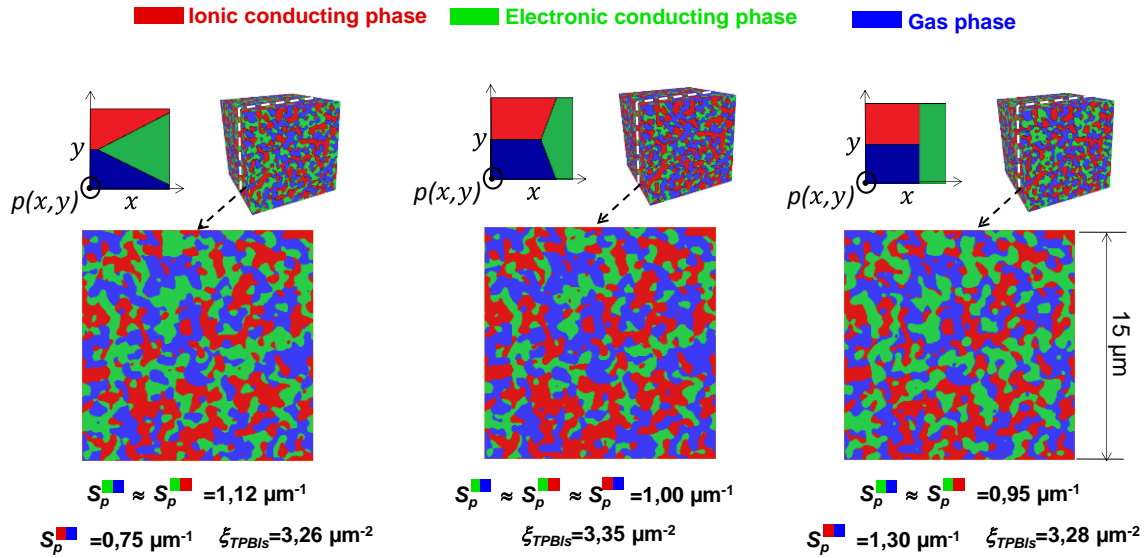 Ionic conducting phase Electronic conducting phase Gas phase
y y y
p(x,y) x p(x,y) x p(x,y) x
15 µm
Sp ≈ Sp =1,12 µm-1 Sp ≈ Sp ≈ Sp =1,00 µm-1 Sp ≈ Sp =0,95 µm-1
Sp =0,75 µm-1 ξTPBls=3,26 µm-2 ξTPBls=3,35 µm-2 Sp =1,30 µm-1 ξTPBls=3,28 µm-2